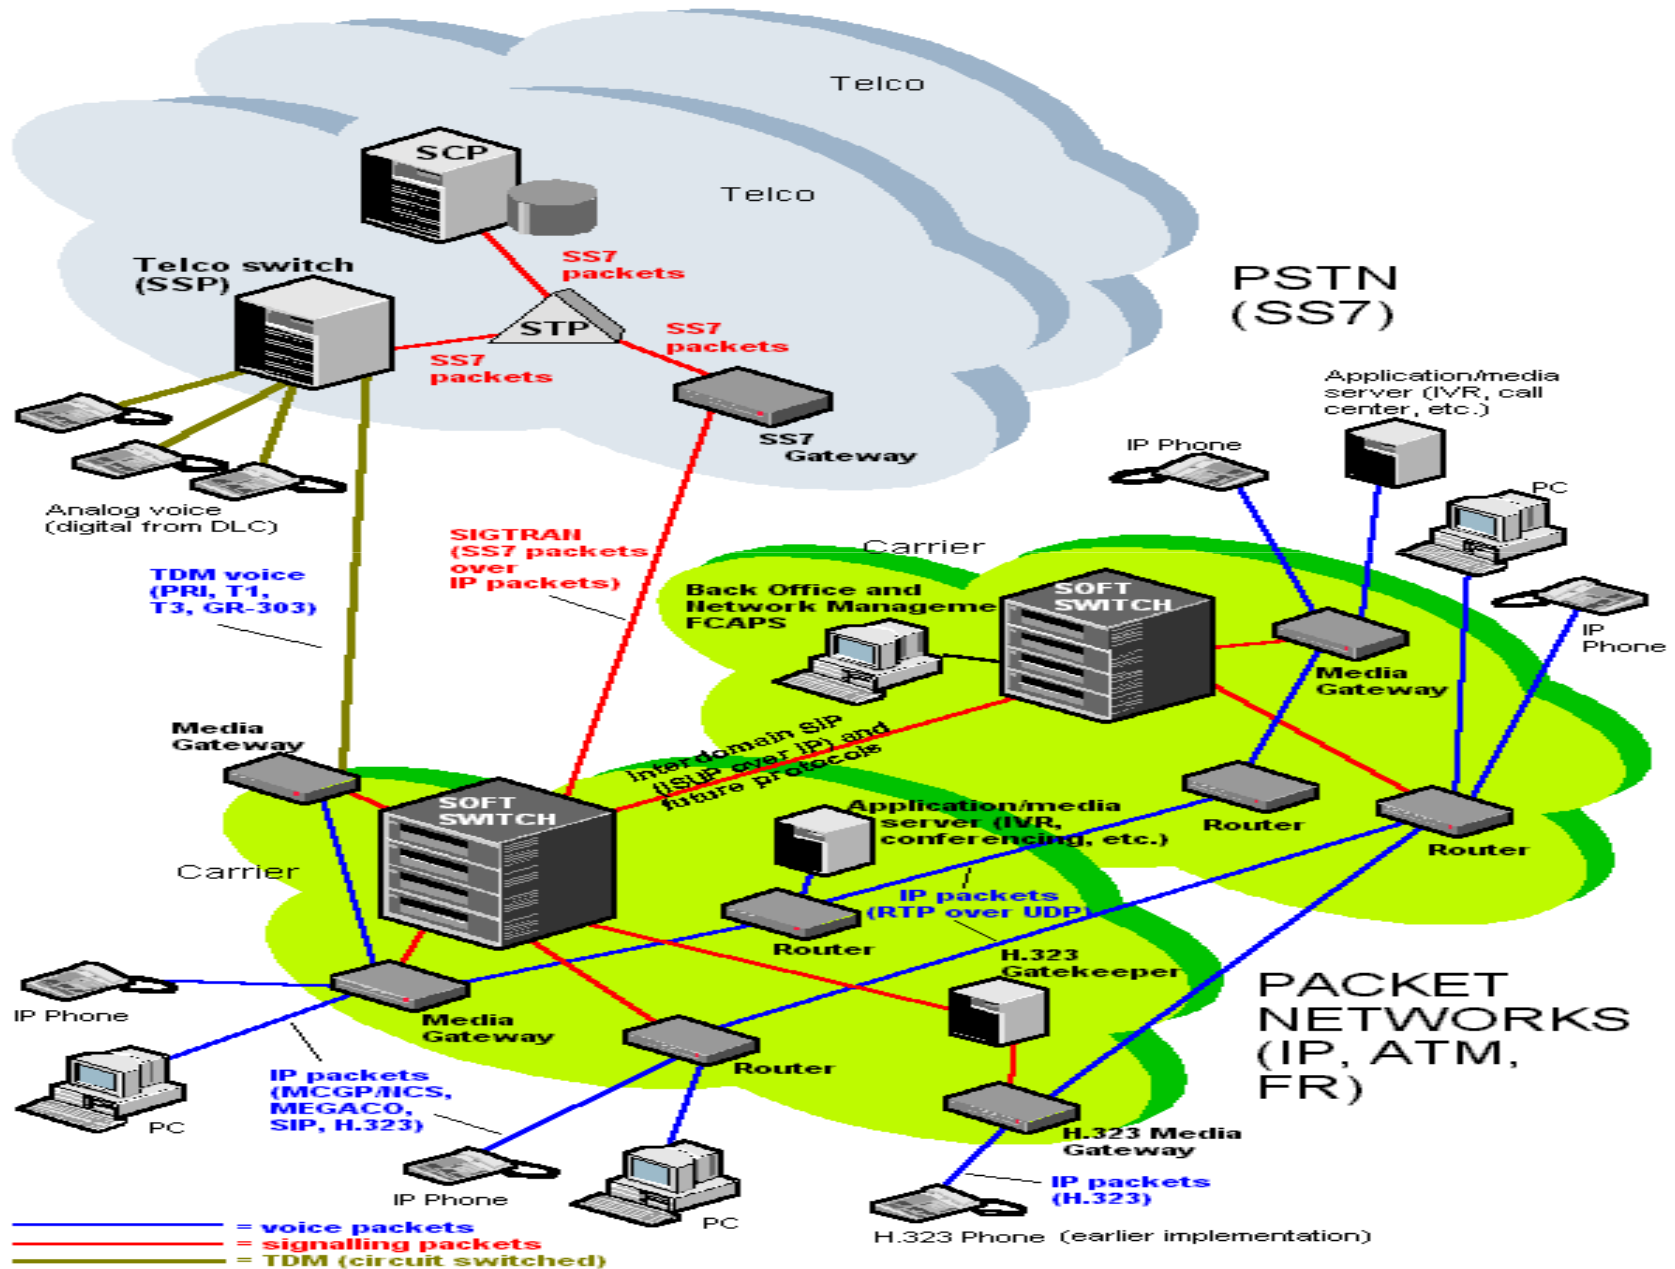 Telco
Telco
SCP
SS7
packets
Telco switch
(SSP)
STP
SS7
packets
SS7
packets
PSTN
(SS7)
SS7
Gateway
Analog voice
(digital from DLC)
Application/media
server (IVR, call
center, etc.)
IP Phone
PC
IP
Phone
TDM voice
(PRI, T1,
T3, GR-303)
SIGTRAN
(SS7 packets
over
IP packets)
Carrier
Back Office and
Network Manageme
FCAPS
SOFT
SWITCH
Media
Gateway
Media
Gateway
Interdomain SIP
(ISUP over IP) and
future protocols
SOFT
SWITCH
Application/media
server (IVR,
conferencing, etc.)
Router
Router
Carrier
IP packets
(RTP over UDP)
Router
H.323
Gatekeeper
PACKET
NETWORKS
(IP, ATM,
FR)
IP Phone
Media
Gateway
Router
PC
IP packets
(MCGP/NCS,
MEGACO,
SIP, H.323)
H.323 Media
Gateway
IP packets
(H.323)
IP Phone
PC
H.323 Phone (earlier implementation)
= voice packets
= signalling packets
= TDM (circuit switched)